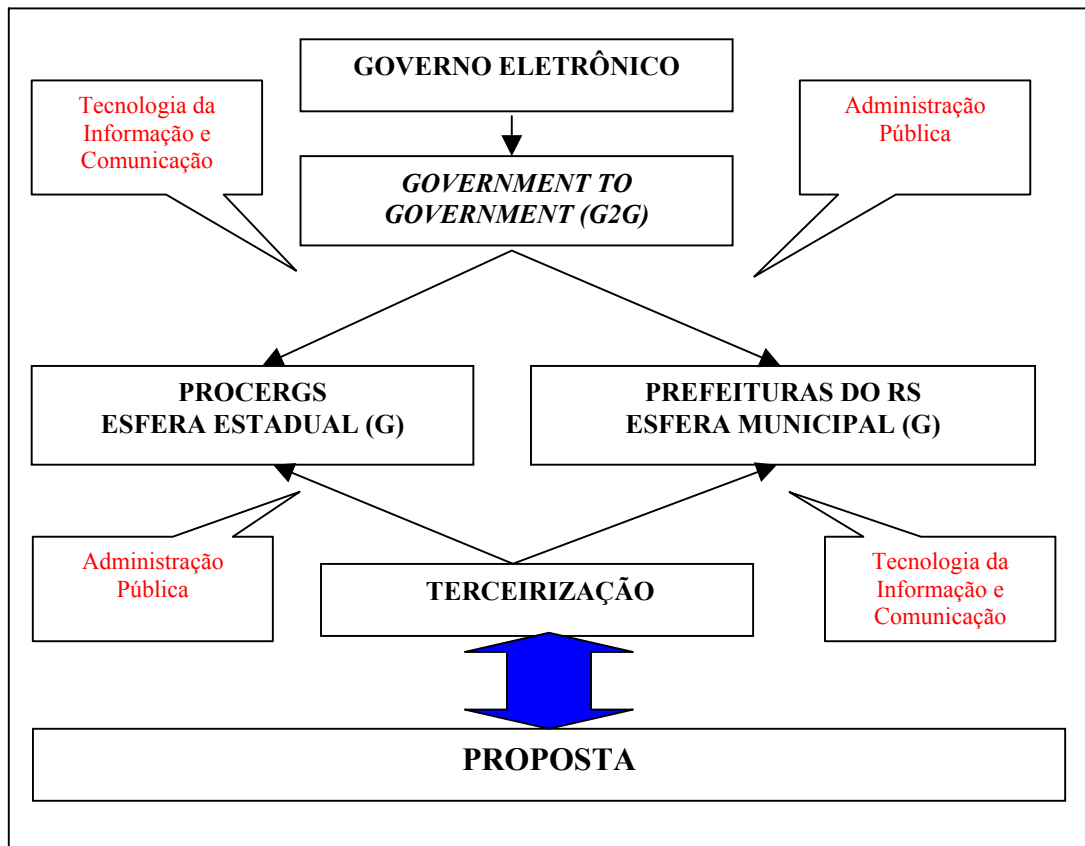 GOVERNO ELETRÔNICO
Tecnologia da
Informação e
Comunicação
Administração
Pública
GOVERNMENT TO
GOVERNMENT (G2G)
PROCERGS
ESFERA ESTADUAL (G)
PREFEITURAS DO RS
ESFERA MUNICIPAL (G)
Administração
Pública
TERCEIRIZAÇÃO
Tecnologia da
Informação e
Comunicação
PROPOSTA